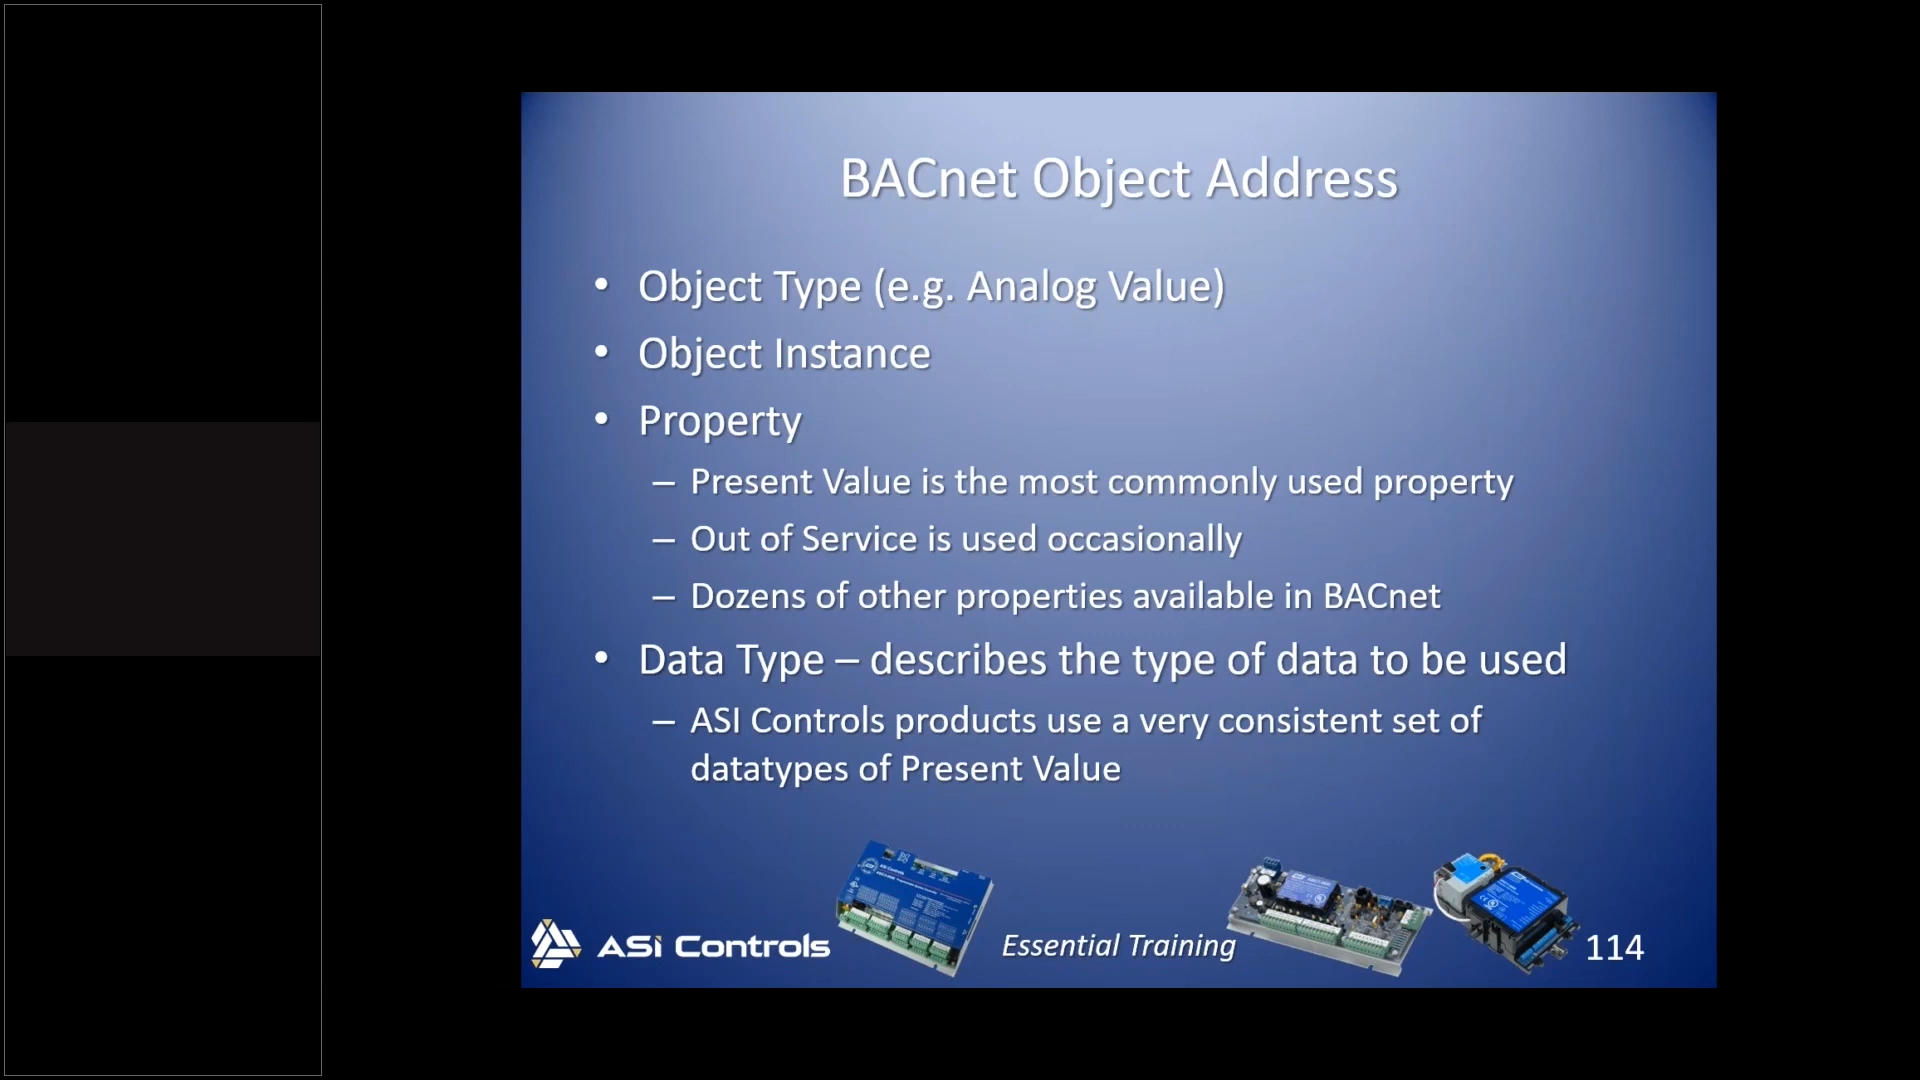 BACnet Object Address
• Object Type (e.g. Analog Value)
• Object Instance
• Property
– Present Value is the most commonly used property
– Out of Service is used occasionally
– Dozens of other properties available in BACnet
• Data Type – describes the type of data to be used
– ASI Controls products use a very consistent set of
datatypes of Present Value
ASi Controls
Essential Training
114